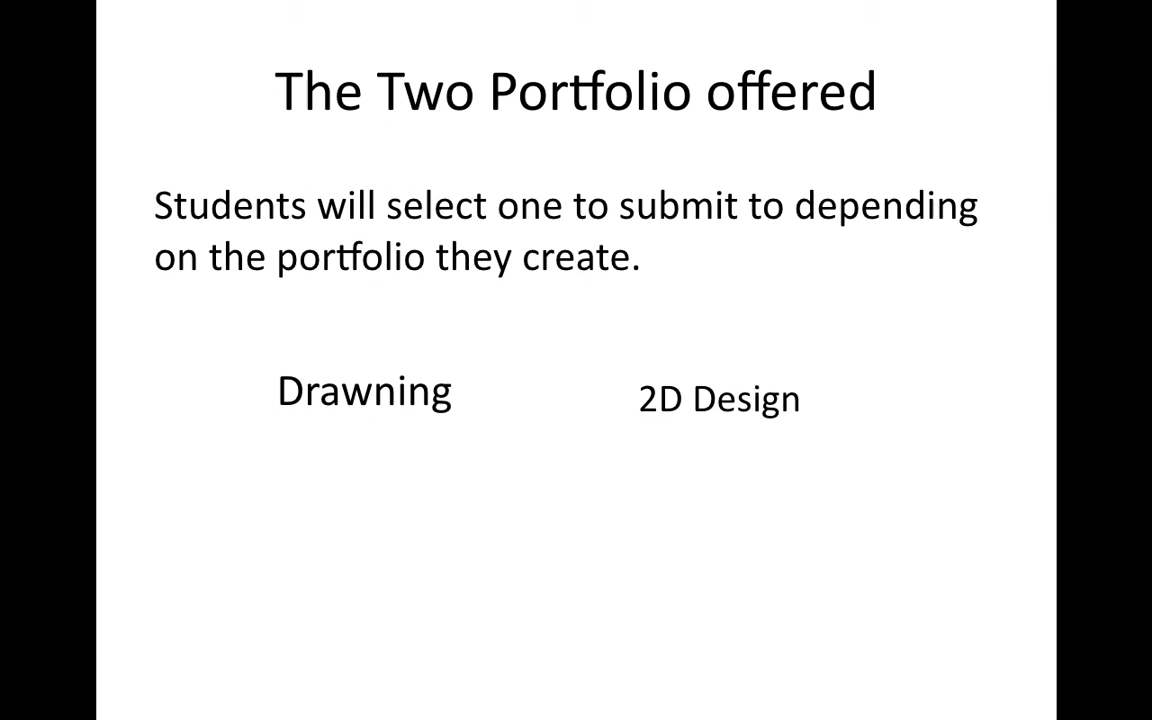 The Two Portfolio offered
Students will select one to submit to depending
on the portfolio they create.
Drawning
2D Design